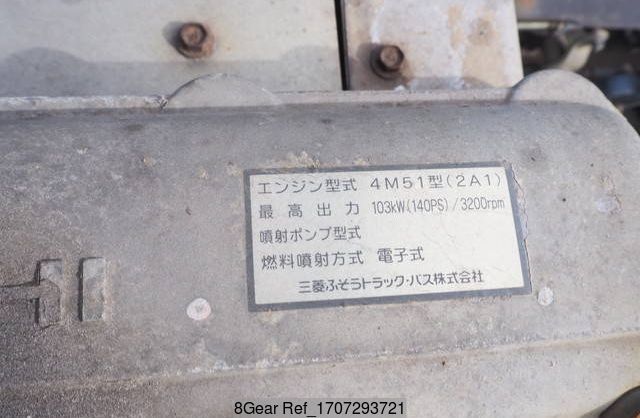 エンジン型式 4M51型(2A1)
最高出力 103kW(140PS)/3200rpm
噴射ポンプ型式
燃料噴射方式 電子式
三菱ふそうトラック・バス株式会社
8Gear Ref_1707293721